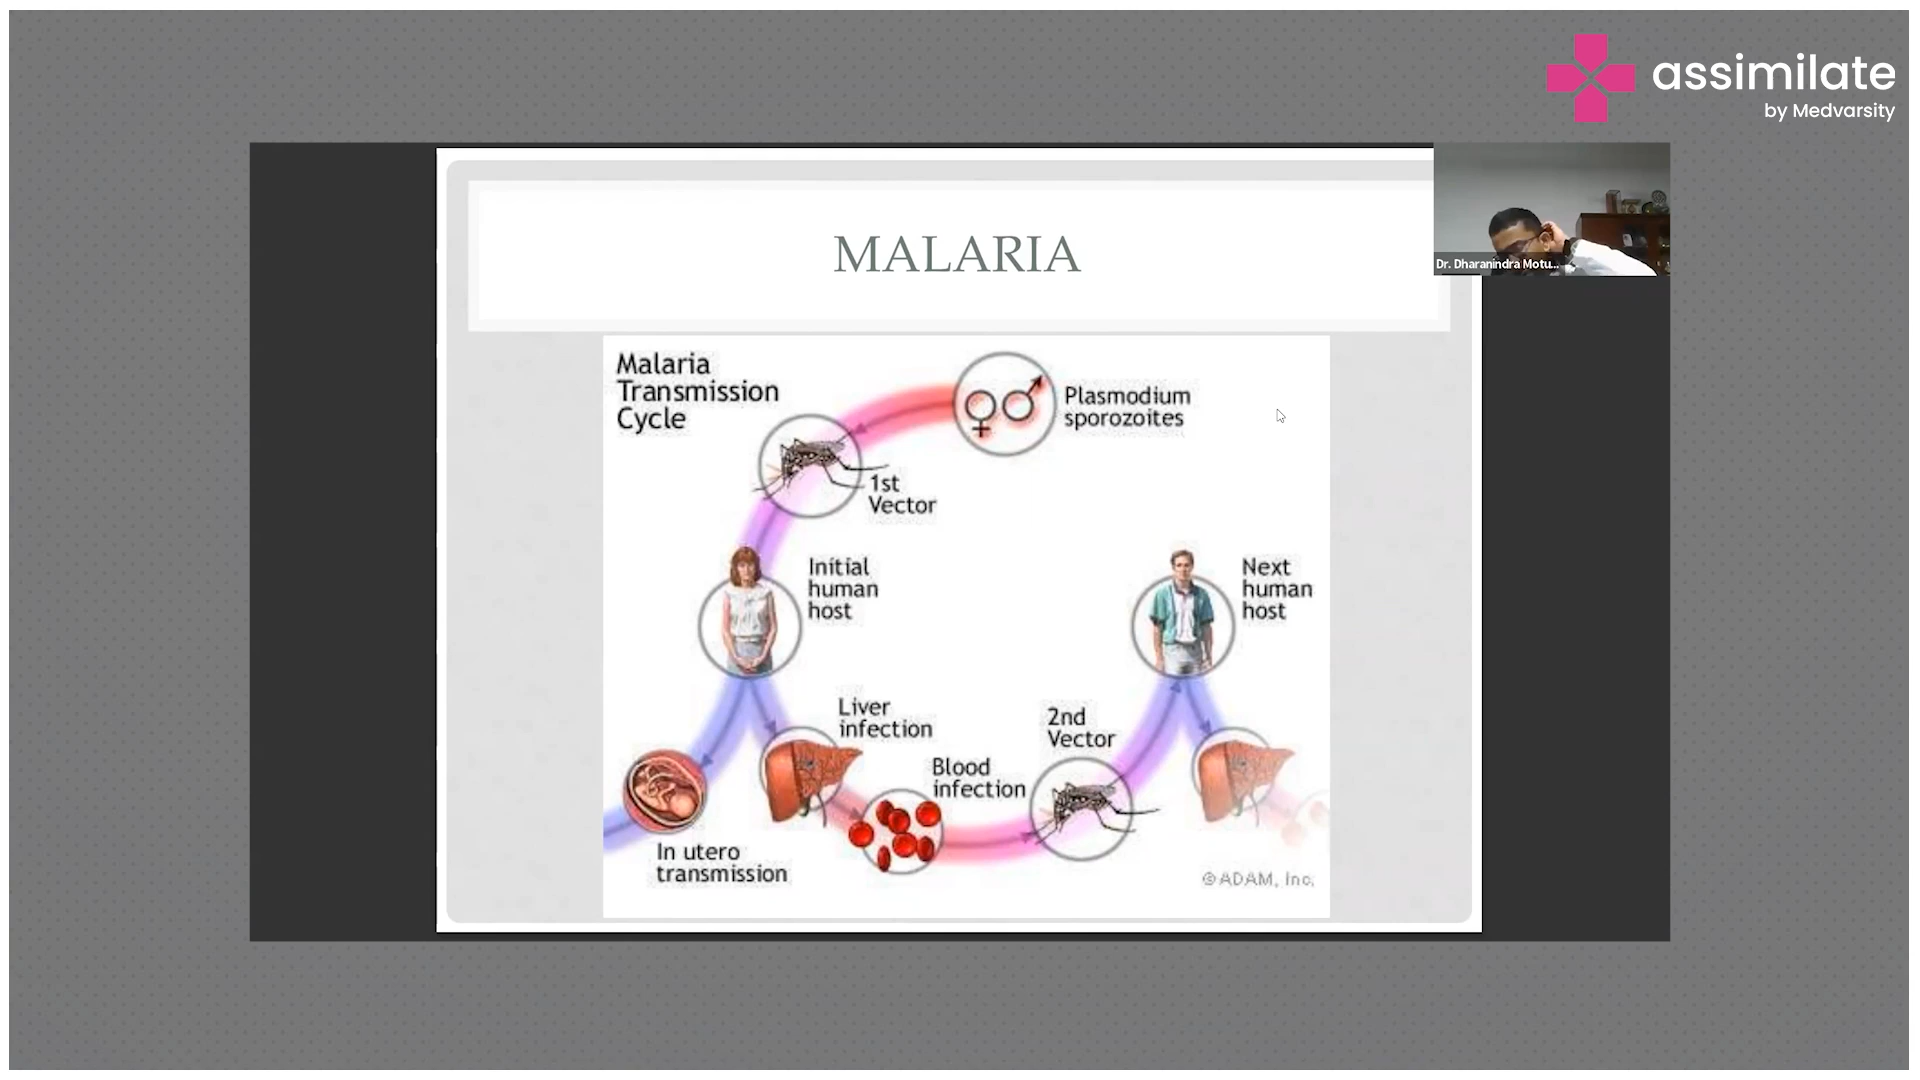 assimilate
by Medvarsity
MALARIA
Dr. Dharanindra Motu...
Malaria
Transmission
Cycle
Plasmodium
sporozoites
1st
Vector
Initial
human
host
Next
human
host
Liver
infection
2nd
Vector
Blood
infection
In utero
transmission
©ADAM, Inc.